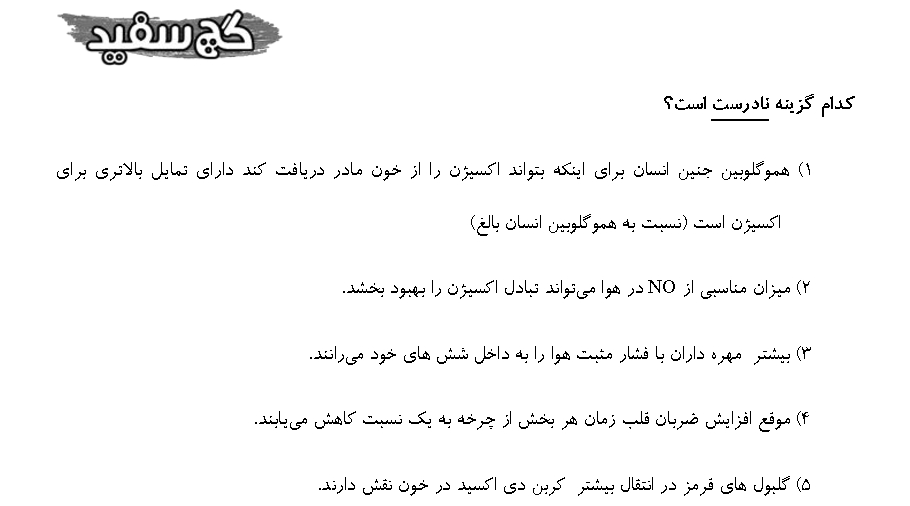 گچ سفید
کدام گزینه نادرست است؟
۱) هموگلوبین جنین انسان برای اینکه بتواند اکسیژن را از خون مادر دریافت کند دارای تمایل بالاتری برای
اکسیژن است (نسبت به هموگلوبین انسان بالغ)
۲) میزان مناسبی از NO در هوا می‌تواند تبادل اکسیژن را بهبود بخشد.
۳) بیشتر مهره داران با فشار مثبت هوا را به داخل شش های خود می‌رانند.
۴) موقع افزایش ضربان قلب زمان هر بخش از چرخه به یک نسبت کاهش می‌یابند.
۵) گلبول های قرمز در انتقال بیشتر کربن دی اکسید در خون نقش دارند.